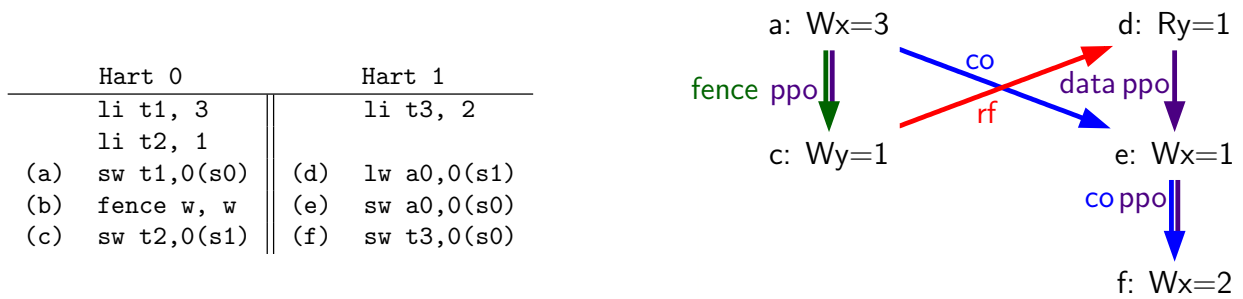 Hart 0 Hart 1
li t1, 3 li t3, 2
li t2, 1
(a) sw t1,0(s0) (d) lw a0,0(s1)
(b) fence w, w (e) sw a0,0(s0)
(c) sw t2,0(s1) (f) sw t3,0(s0)
a: Wx=3 d: Ry=1
co
fence ppo data ppo
rf
c: Wy=1 e: Wx=1
co ppo
f: Wx=2